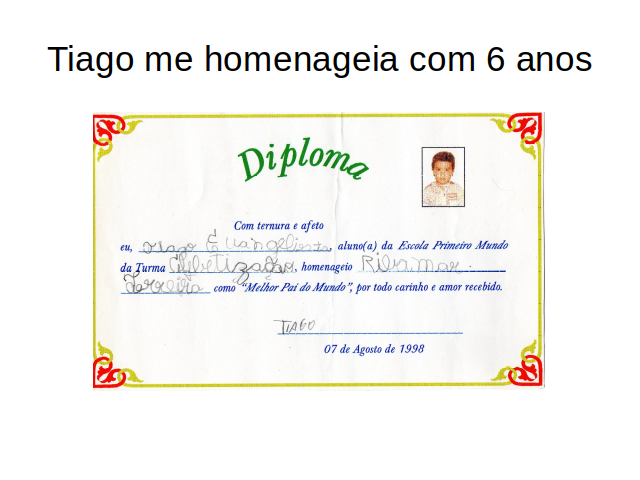 Tiago me homenageia com 6 anos
Diploma
Com ternura e afeto
eu, Tiago Evangelista, aluno(a) da Escola Primeiro Mundo
da Turma Alfabetização, homenageio Ribamar
Ferreira como "Melhor Pai do Mundo", por todo carinho e amor recebido.
TIAGO
07 de Agosto de 1998